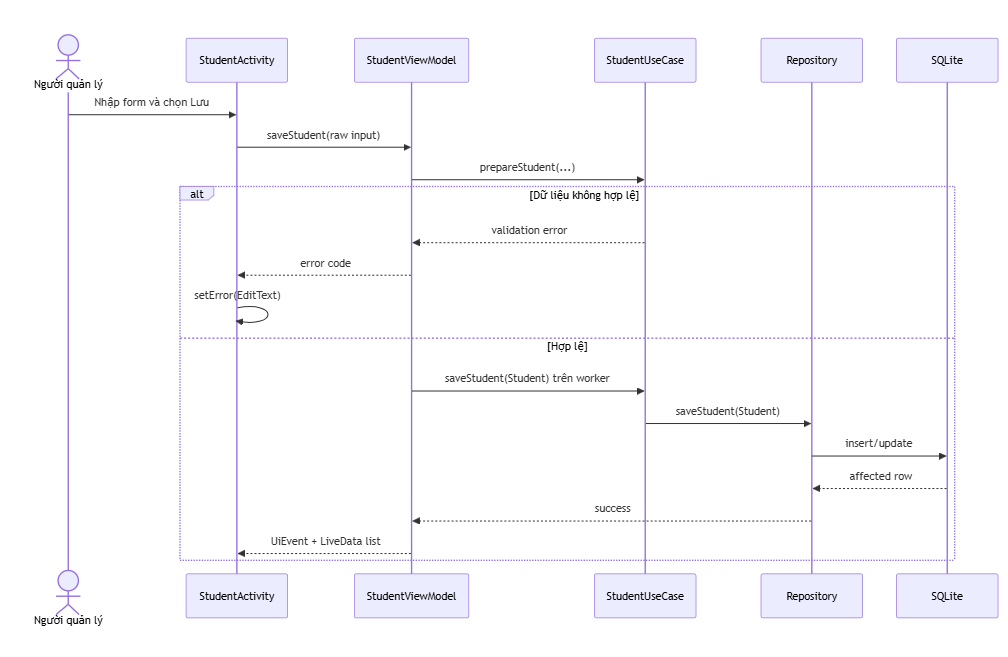 StudentActivity
StudentViewModel
StudentUseCase
Repository
SQLite
Người quản lý
Nhập form và chọn Lưu
saveStudent(raw input)
prepareStudent(...)
alt
[Dữ liệu không hợp lệ]
validation error
error code
setError(EditText)
[Hợp lệ]
saveStudent(Student) trên worker
saveStudent(Student)
insert/update
affected row
success
UiEvent + LiveData list
StudentActivity
StudentViewModel
StudentUseCase
Repository
SQLite
Người quản lý